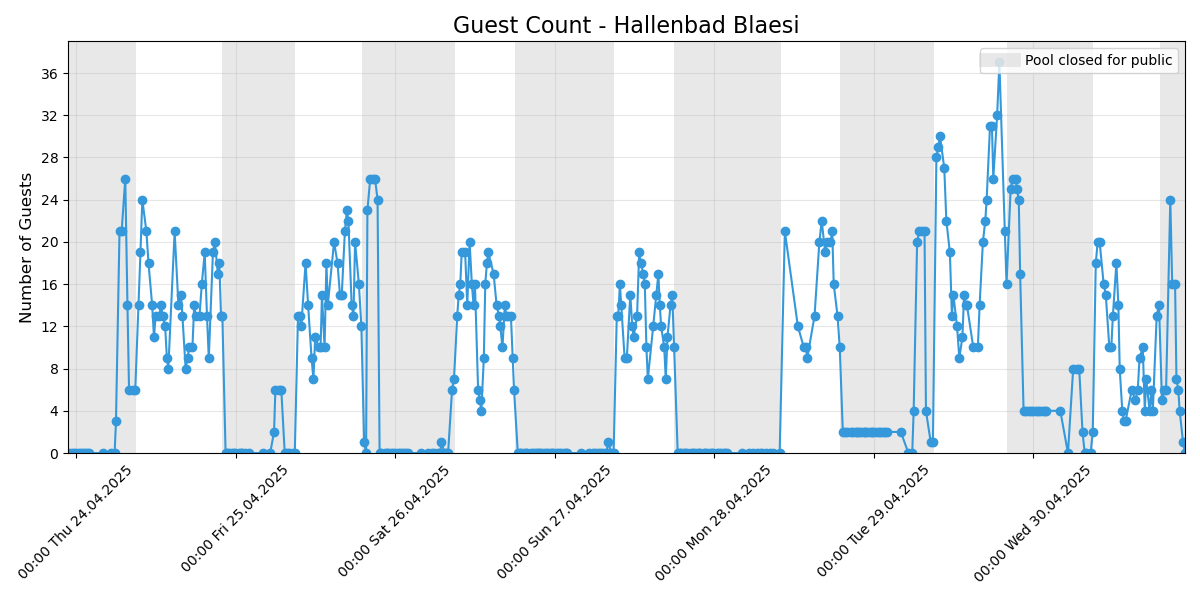 Guest Count - Hallenbad Blaesi
Pool closed for public
Number of Guests
36
32
28
24
20
16
12
8
4
0
00:00 Thu 24.04.2025
00:00 Fri 25.04.2025
00:00 Sat 26.04.2025
00:00 Sun 27.04.2025
00:00 Mon 28.04.2025
00:00 Tue 29.04.2025
00:00 Wed 30.04.2025